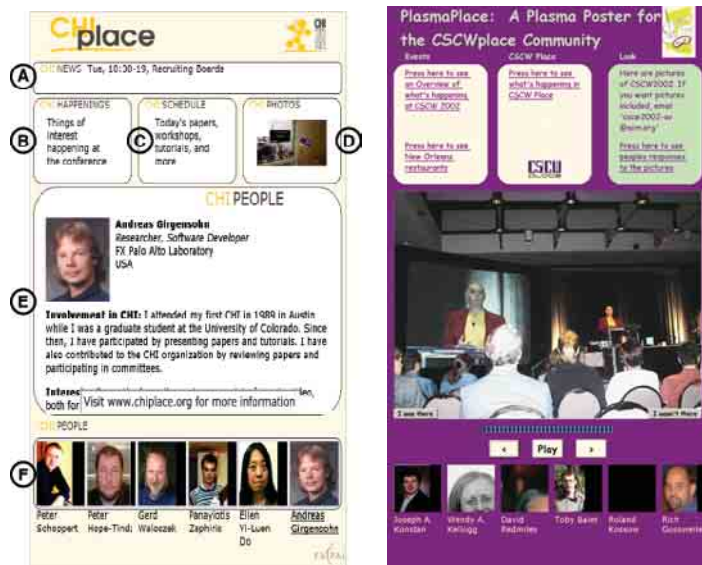 CHIplace
A
CHI NEWS Tue, 10:30-19, Recruiting Boards
B
CHI HAPPENINGS
Things of
interest
happening at
the conference
C
CHI SCHEDULE
Today's papers,
workshops,
tutorials, and
more
CHI PHOTOS
D
CHI PEOPLE
Andreas Girgensohn
Researcher, Software Developer
FX Palo Alto Laboratory
USA
E
Involvement in CHI: I attended my first CHI in 1989 in Austin
while I was a graduate student at the University of Colorado. Since
then, I have participated by presenting papers and tutorials. I have
also contributed to the CHI organization by reviewing papers and
participating in committees.
both for
Visit www.chiplace.org for more information
CHI PEOPLE
F
Peter
Schoppert
Peter
Hope-Tindall
Gerd
Waloszek
Panayiotis
Zaphiris
Ellen
Yi-Luen
Do
Andreas
Girgensohn
PlasmaPlace: A Plasma Poster for
the CSCWplace Community
Events
Press here to see
an Overview of
what's happening
at CSCW 2002
Press here to see
New Orleans
restaurants
CSCW Place
Press here to see
what's happening in
CSCW Place
CSCW
Look
Here are pictures
of CSCW2002. If
you want pictures
included, email
Press here to see
peoples responses
to the pictures
I was there
I wasn't there
<
Play
>
Joseph A.
Konstan
Wendy A.
Kellogg
David
Redmiles
Toby Baier
Roland
Rich